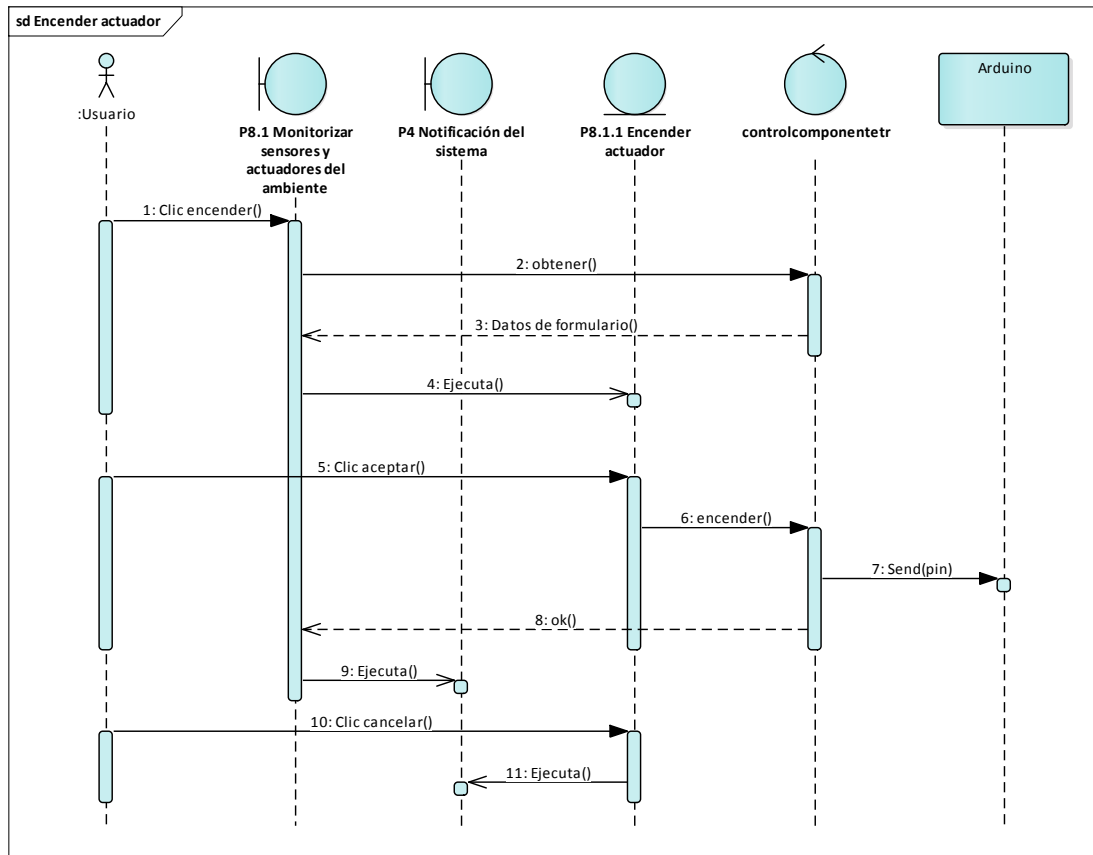 sd Encender actuador
:Usuario
P8.1 Monitorizar
sensores y
actuadores del
ambiente
P4 Notificación del
sistema
P8.1.1 Encender
actuador
controlcomponentetr
Arduino
1: Clic encender()
2: obtener()
3: Datos de formulario()
4: Ejecuta()
5: Clic aceptar()
6: encender()
7: Send(pin)
8: ok()
9: Ejecuta()
10: Clic cancelar()
11: Ejecuta()